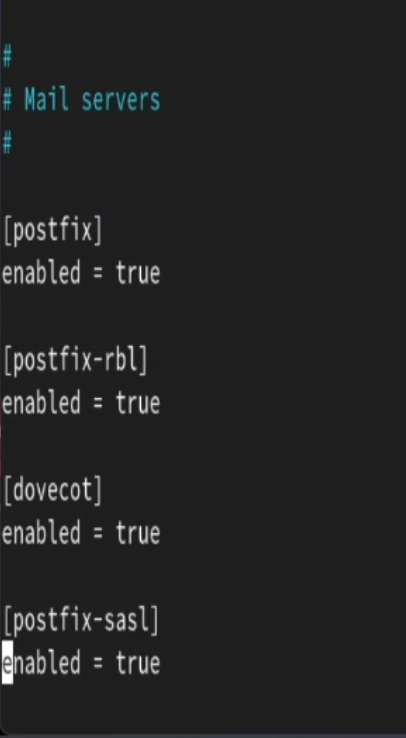 #
# Mail servers
#
[postfix]
enabled = true
[postfix-rbl]
enabled = true
[dovecot]
enabled = true
[postfix-sasl]
enabled = true